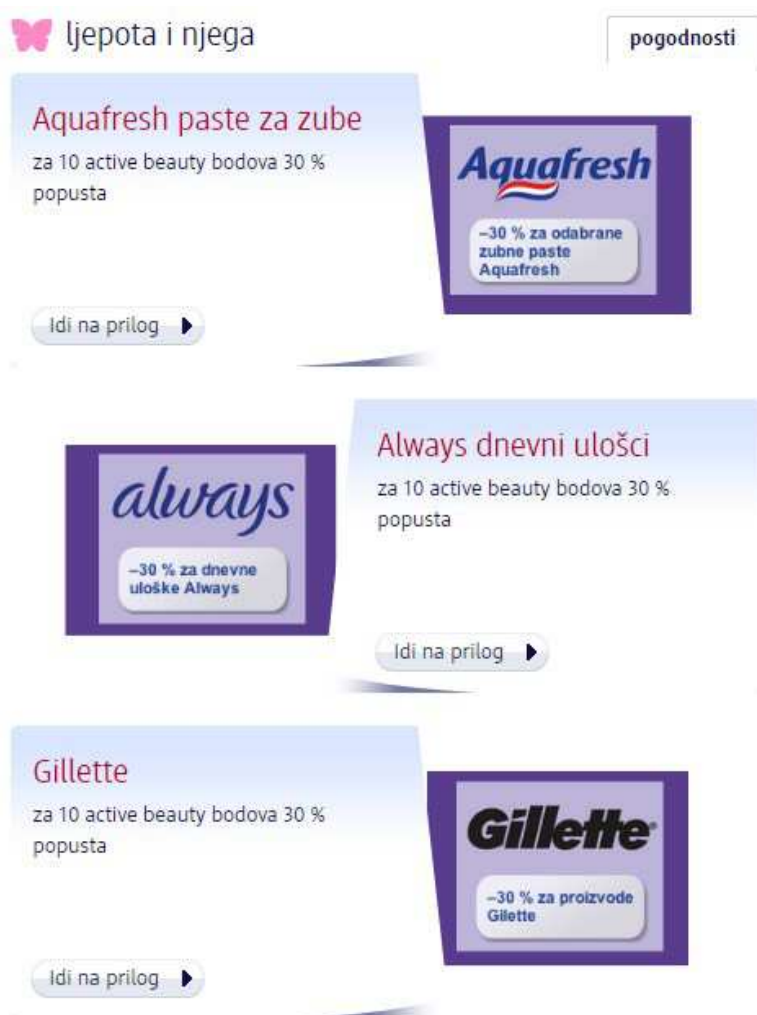 ljepota i njega
pogodnosti
Aquafresh paste za zube
za 10 active beauty bodova 30 %
popusta
Idi na prilog
Aquafresh
–30 % za odabrane
zubne paste
Aquafresh
always
–30 % za dnevne
uloške Always
Always dnevni ulošci
za 10 active beauty bodova 30 %
popusta
Idi na prilog
Gillette
za 10 active beauty bodova 30 %
popusta
Idi na prilog
Gillette
–30 % za proizvode
Gilette